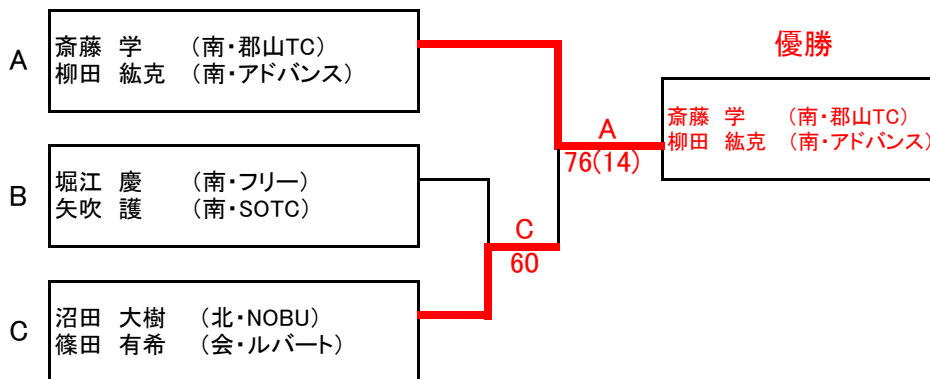 A
斎藤 学 （南・郡山TC）
柳田 紘克 （南・アドバンス）
B
堀江 慶 （南・フリー）
矢吹 護 （南・SOTC）
C
沼田 大樹 （北・NOBU）
篠田 有希 （会・ルバート）
C
60
A
76(14)
優勝
斎藤 学 （南・郡山TC）
柳田 紘克 （南・アドバンス）